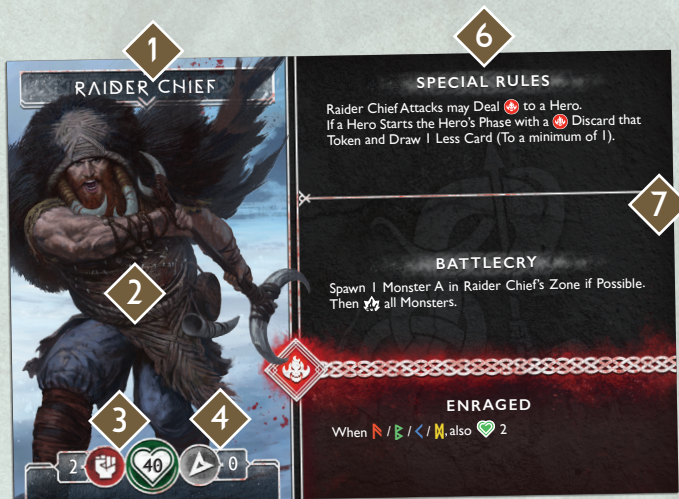 1
6
RAIDER CHIEF
SPECIAL RULES
Raider Chief Attacks may Deal to a Hero.
If a Hero Starts the Hero's Phase with a Discard that
Token and Draw 1 Less Card (To a minimum of 1).
7
BATTLECRY
2
Spawn 1 Monster A in Raider Chief's Zone if Possible.
Then all Monsters.
ENRAGED
When ᚨ / ᛒ / ᚲ / ᛞ, also 2
3
4
2
40
0